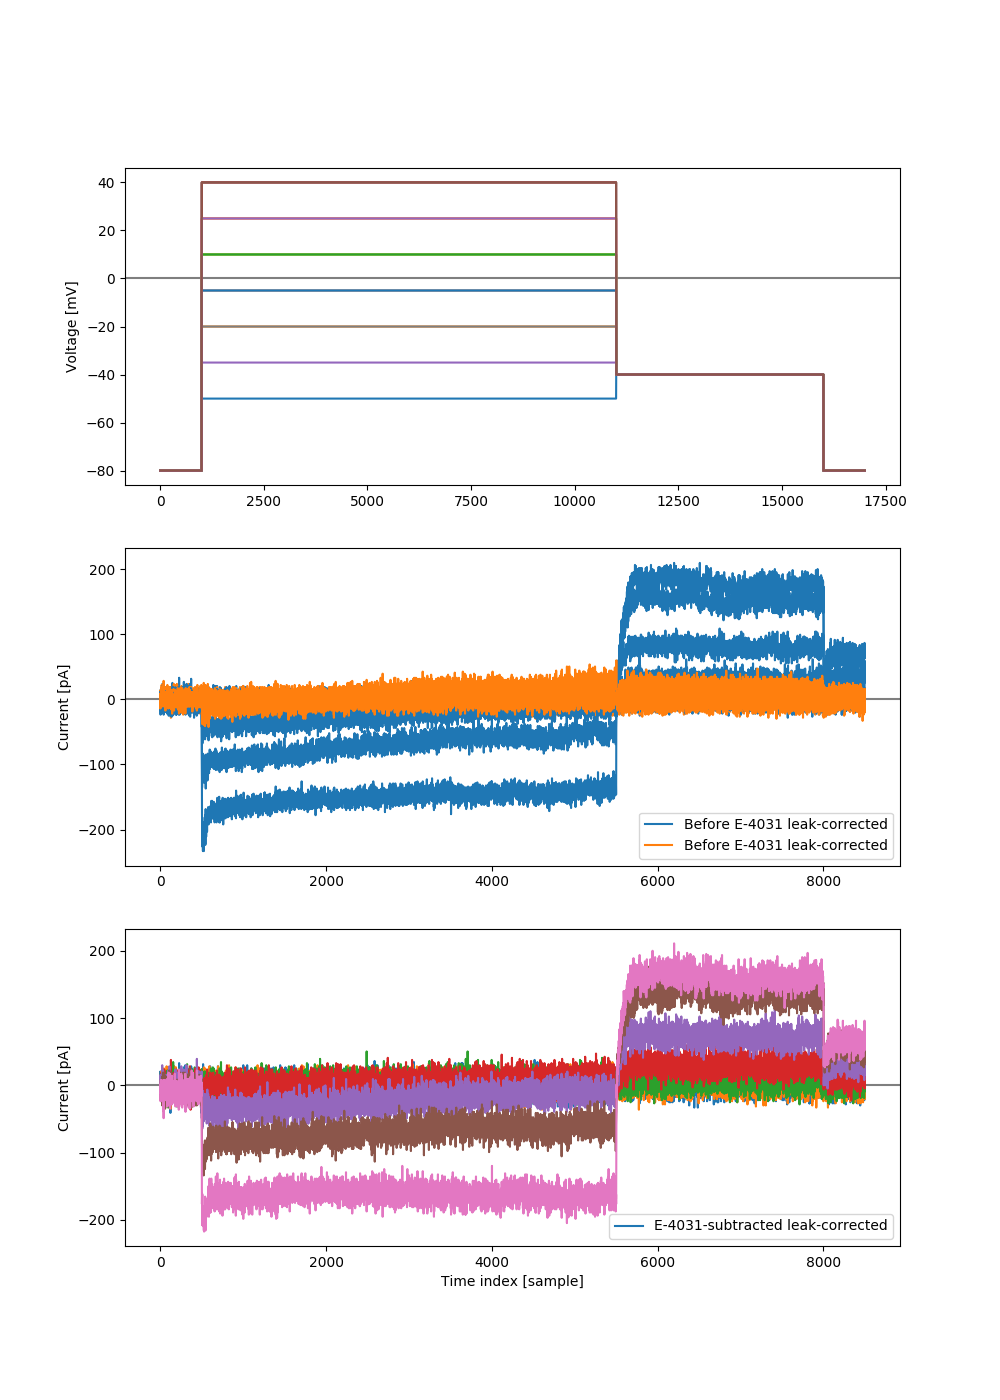 40
20
0
−20
−40
−60
−80
Voltage [mV]
0 2500 5000 7500 10000 12500 15000 17500
200
100
0
−100
−200
Current [pA]
Before E-4031 leak-corrected
Before E-4031 leak-corrected
0 2000 4000 6000 8000
200
100
0
−100
−200
Current [pA]
E-4031-subtracted leak-corrected
0 2000 4000 6000 8000
Time index [sample]